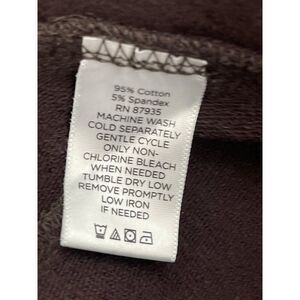 95% Cotton
5% Spandex
RN 87935
MACHINE WASH
COLD SEPARATELY
GENTLE CYCLE
ONLY NON-
CHLORINE BLEACH
WHEN NEEDED
TUMBLE DRY LOW
REMOVE PROMPTLY
LOW IRON
IF NEEDED